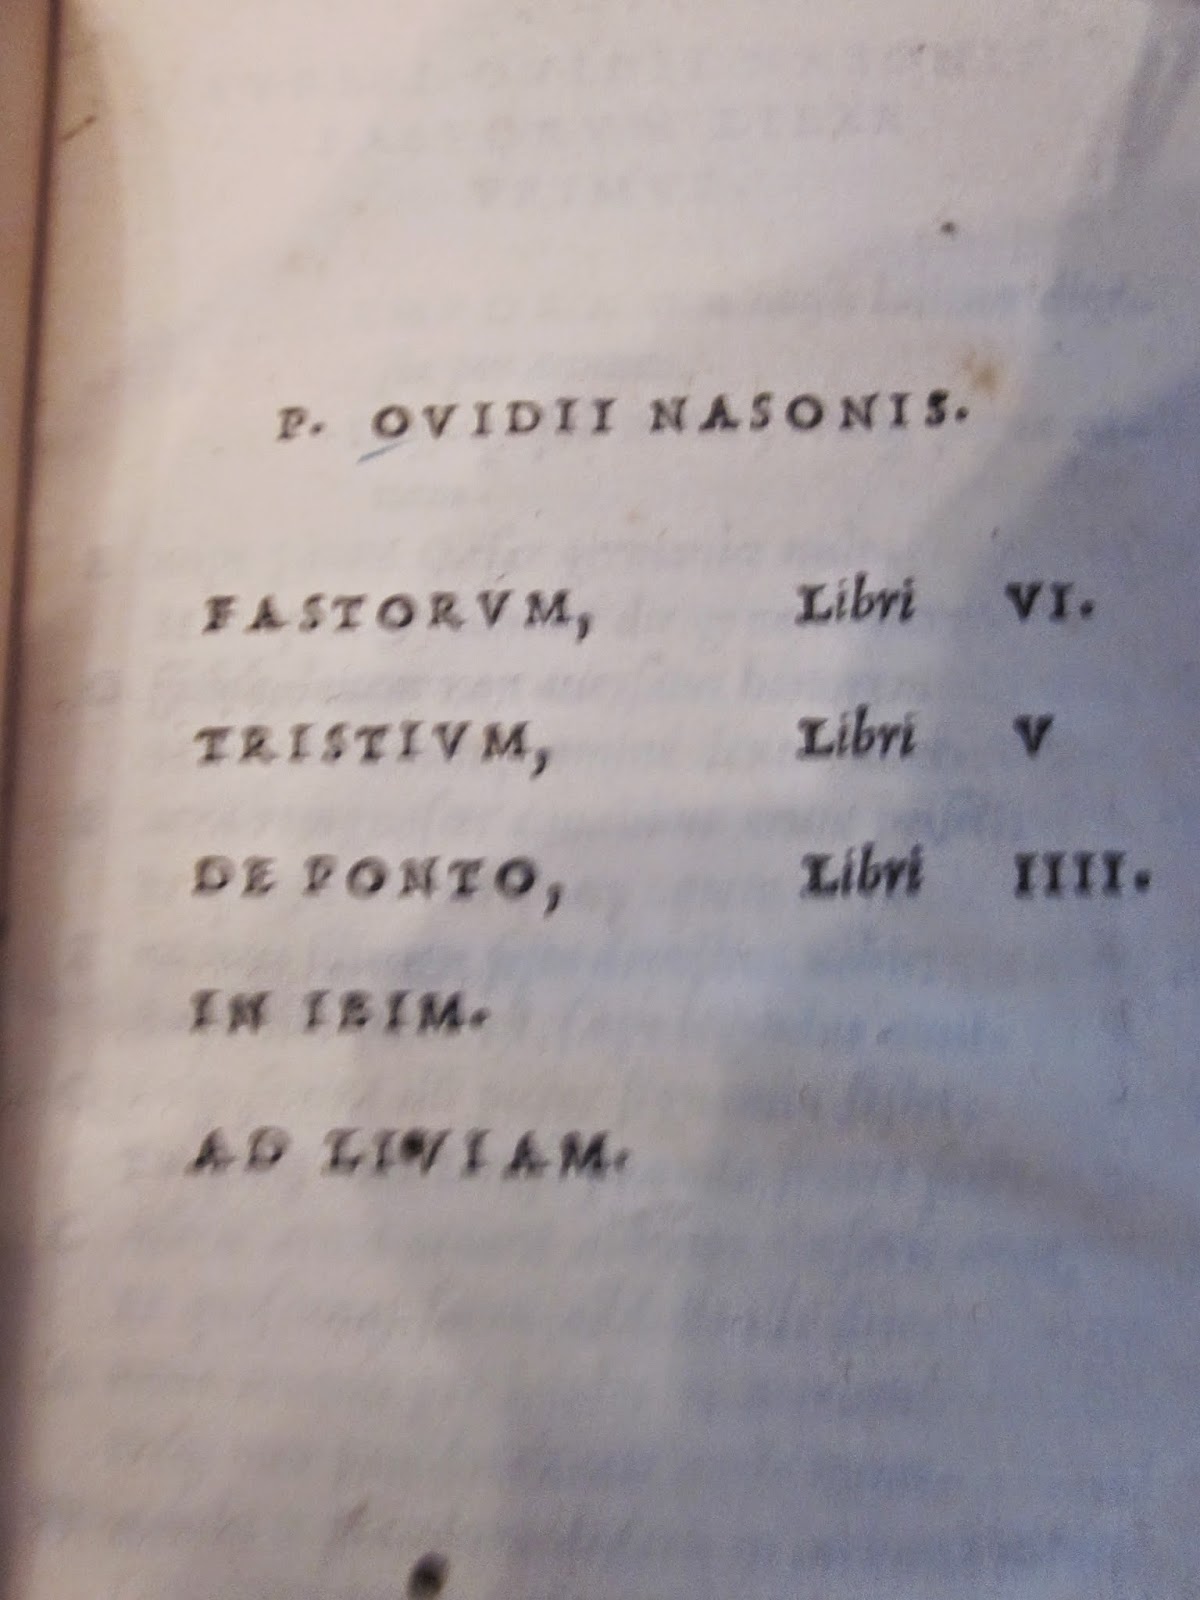 P. OVIDII NASONIS.
FASTORVM, Libri VI.
TRISTIVM, Libri V
DE PONTO, Libri IIII.
IN IBIM.
AD LIVIAM.